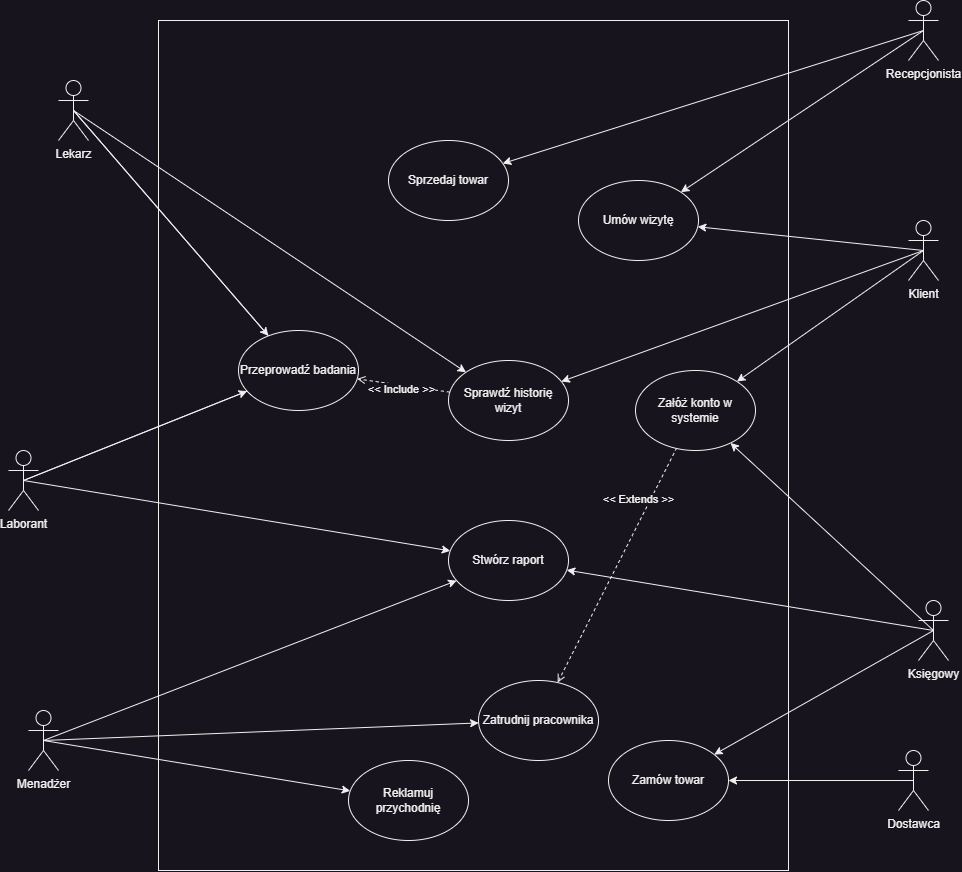 Recepcjonista
Lekarz
Sprzedaj towar
Umów wizytę
Klient
Przeprowadź badania
<< Include >>
Sprawdź historię
wizyt
Załóż konto w
systemie
<< Extends >>
Laborant
Stwórz raport
Księgowy
Zatrudnij pracownika
Menadżer
Zamów towar
Reklamuj
przychodnię
Dostawca